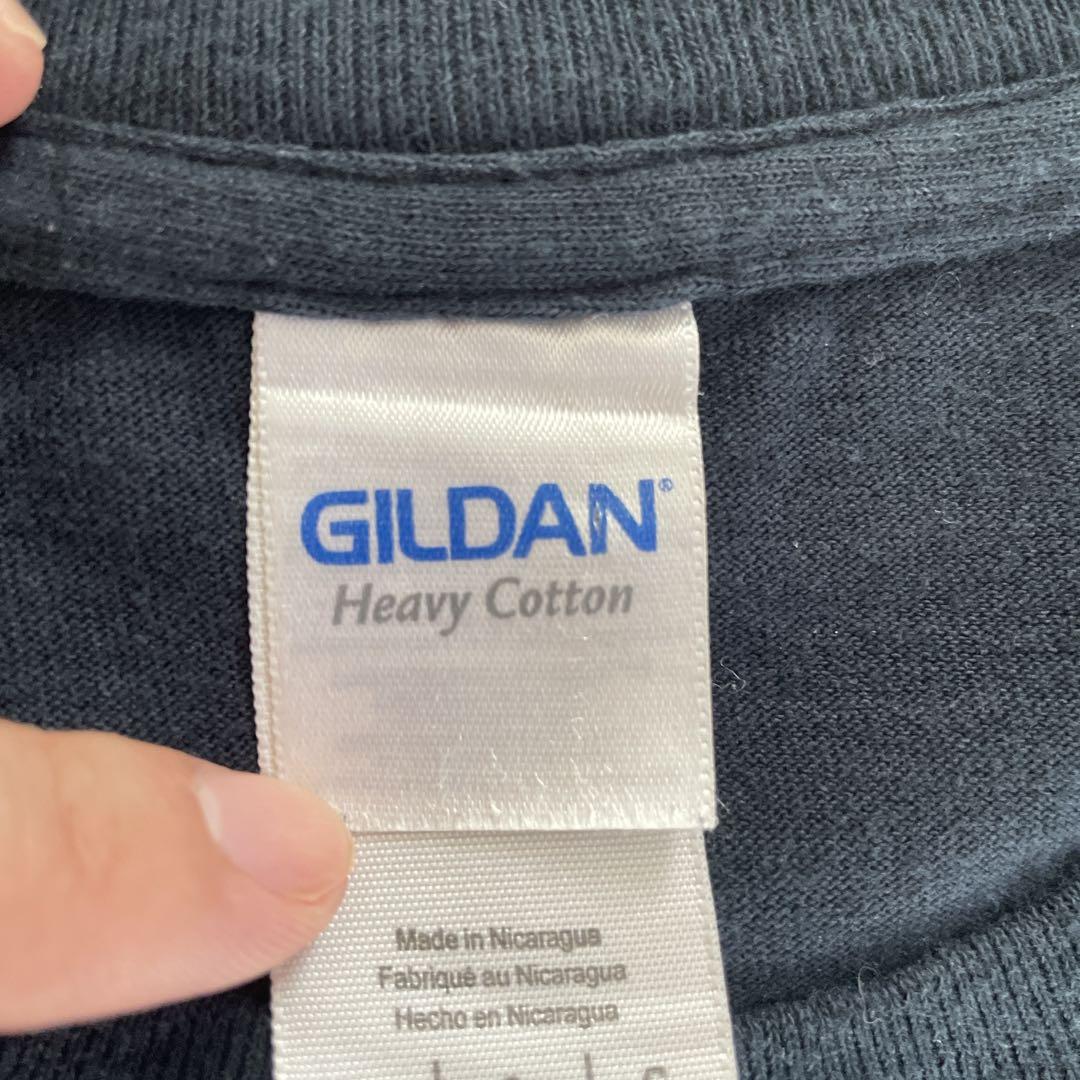 GILDAN®
Heavy Cotton
Made in Nicaragua
Fabriqué au Nicaragua
Hecho en Nicaragua